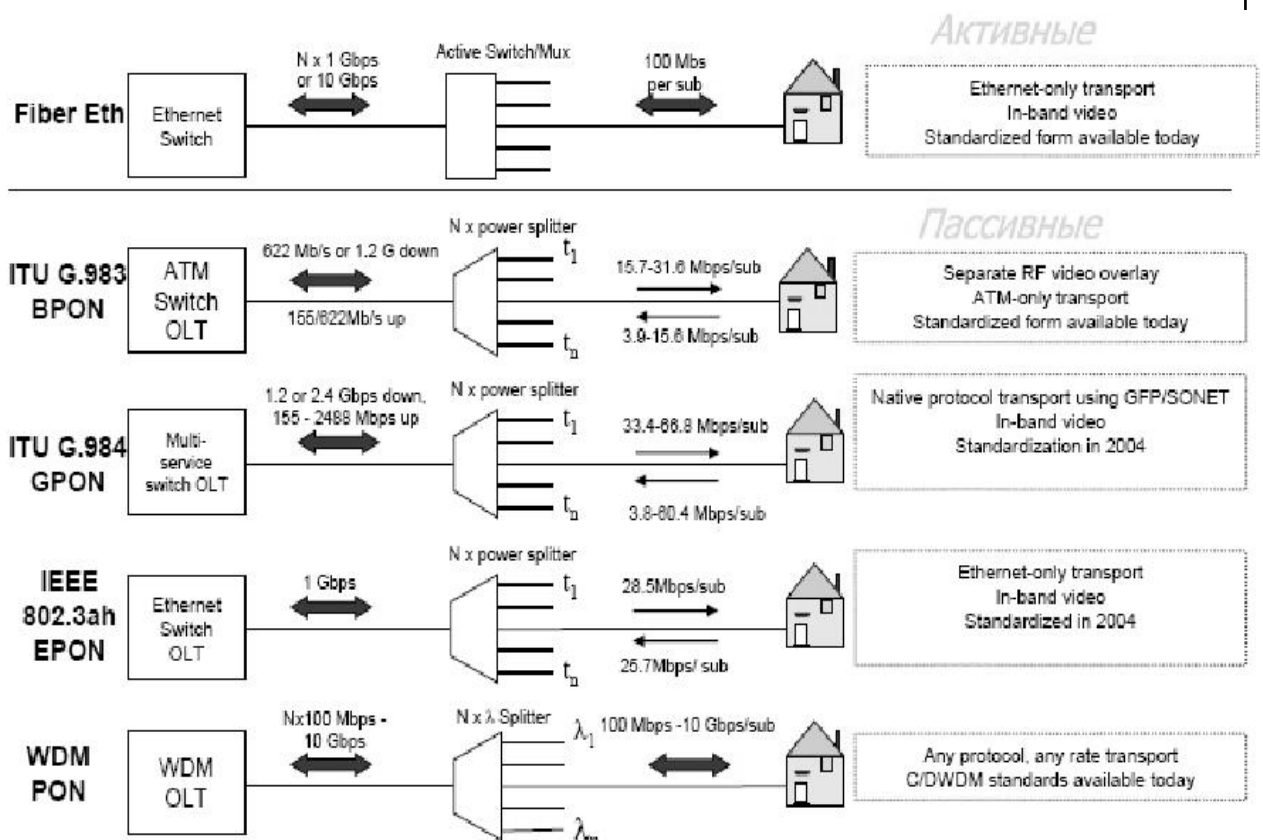 Активные
Fiber Eth
Ethernet
Switch
N x 1 Gbps
or 10 Gbps
Active Switch/Mux
100 Mbs
per sub
Ethernet-only transport
In-band video
Standardized form available today
Пассивные
ITU G.983
BPON
ATM
Switch
OLT
622 Mb/s or 1.2 G down
155/622Mb/s up
N x power splitter
t1
tn
15.7-31.6 Mbps/sub
3.9-15.6 Mbps/sub
Separate RF video overlay
ATM-only transport
Standardized form available today
ITU G.984
GPON
Multi-
service
switch OLT
1.2 or 2.4 Gbps down,
155 - 2488 Mbps up
N x power splitter
t1
tn
33.4-66.8 Mbps/sub
3.8-60.4 Mbps/sub
Native protocol transport using GFP/SONET
In-band video
Standardization in 2004
IEEE
802.3ah
EPON
Ethernet
Switch
OLT
1 Gbps
N x power splitter
t1
tn
28.5Mbps/sub
25.7Mbps/ sub
Ethernet-only transport
In-band video
Standardized in 2004
WDM
PON
WDM
OLT
Nx100 Mbps -
10 Gbps
N x λ Splitter
λ1
100 Mbps -10 Gbps/sub
Any protocol, any rate transport
C/DWDM standards available today